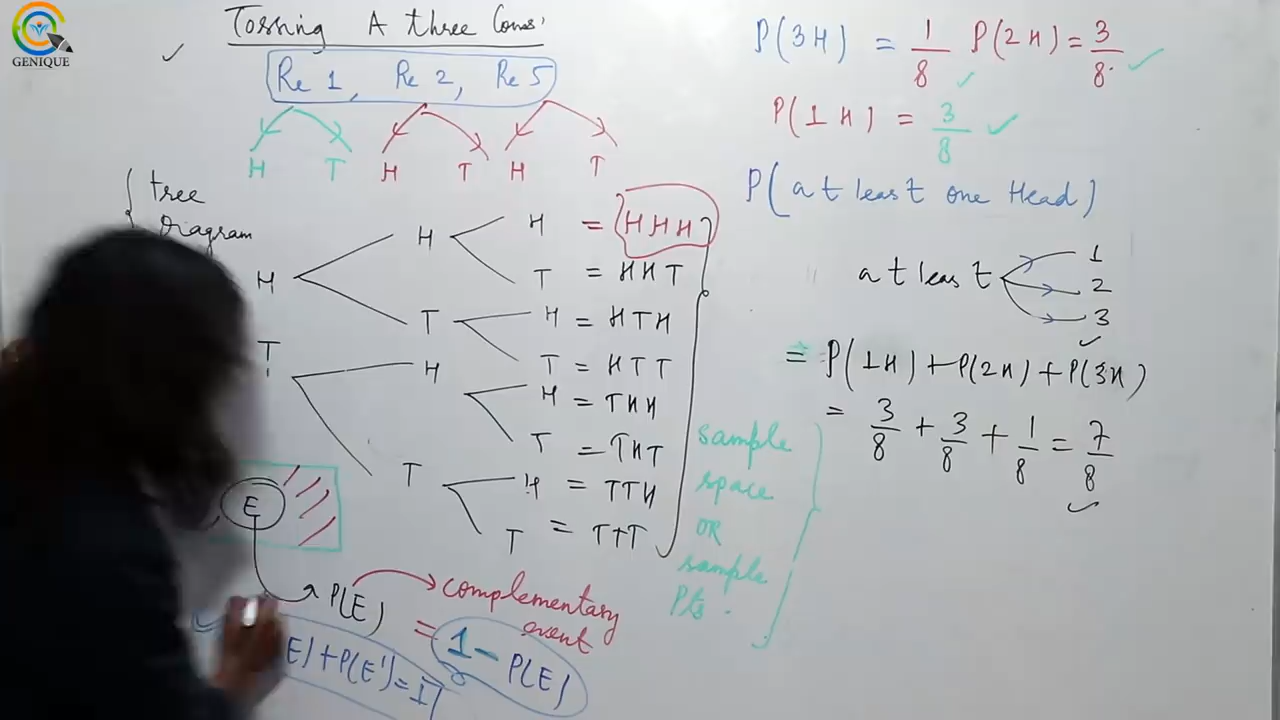 GENIQUE
Tossing A three Coins'
Re 1, Re 2, Re 5
H T H T H T
tree
Diagram
H H H = HHH
T = HHT
T H = HTH
T = HTT
T H H = THH
T = THT
T H = TTH
T = TTT
sample
space
OR
sample
Pts.
E
P(E) complementary
event
= 1 - P(E)
E) + P(E') = 1
P(3H) = 1/8 P(2H) = 3/8
P(1H) = 3/8
P(at least one Head)
at least 1
2
3
= P(1H) + P(2H) + P(3H)
= 3/8 + 3/8 + 1/8 = 7/8